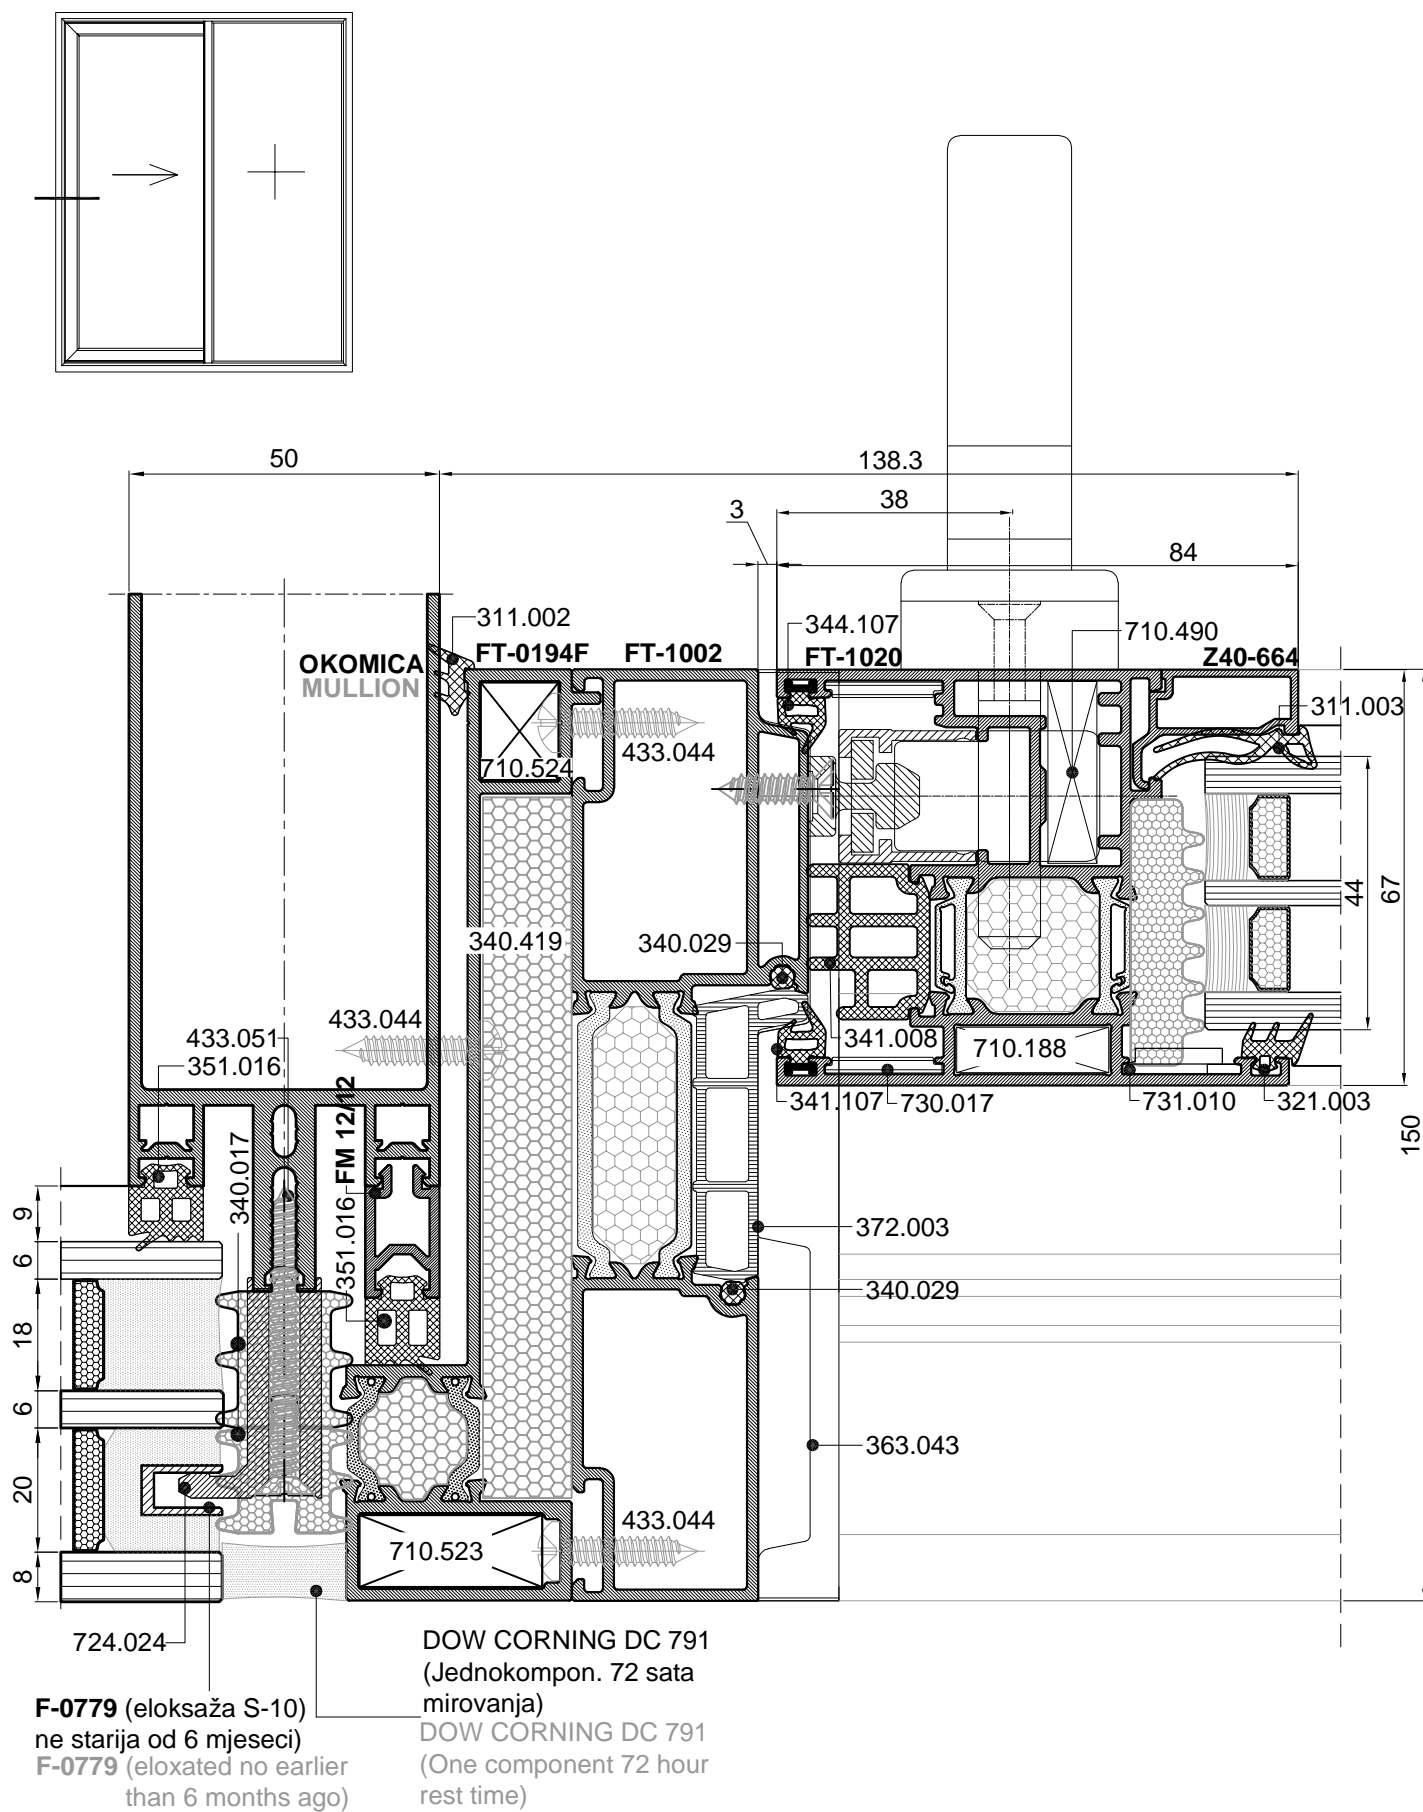 50
138.3
38
3
84
311.002
344.107
710.490
OKOMICA
MULLION
FT-0194F
FT-1002
FT-1020
Z40-664
311.003
433.044
710.524
44
67
340.419
340.029
433.051
433.044
351.016
341.008
710.188
341.107
730.017
731.010
321.003
150
340.017
351.016
FM 12/12
9
6
18
6
20
8
372.003
340.029
363.043
433.044
710.523
724.024
DOW CORNING DC 791
(Jednokompon. 72 sata
mirovanja)
DOW CORNING DC 791
(One component 72 hour
rest time)
F-0779 (eloksaža S-10)
ne starija od 6 mjeseci)
F-0779 (eloxated no earlier
than 6 months ago)